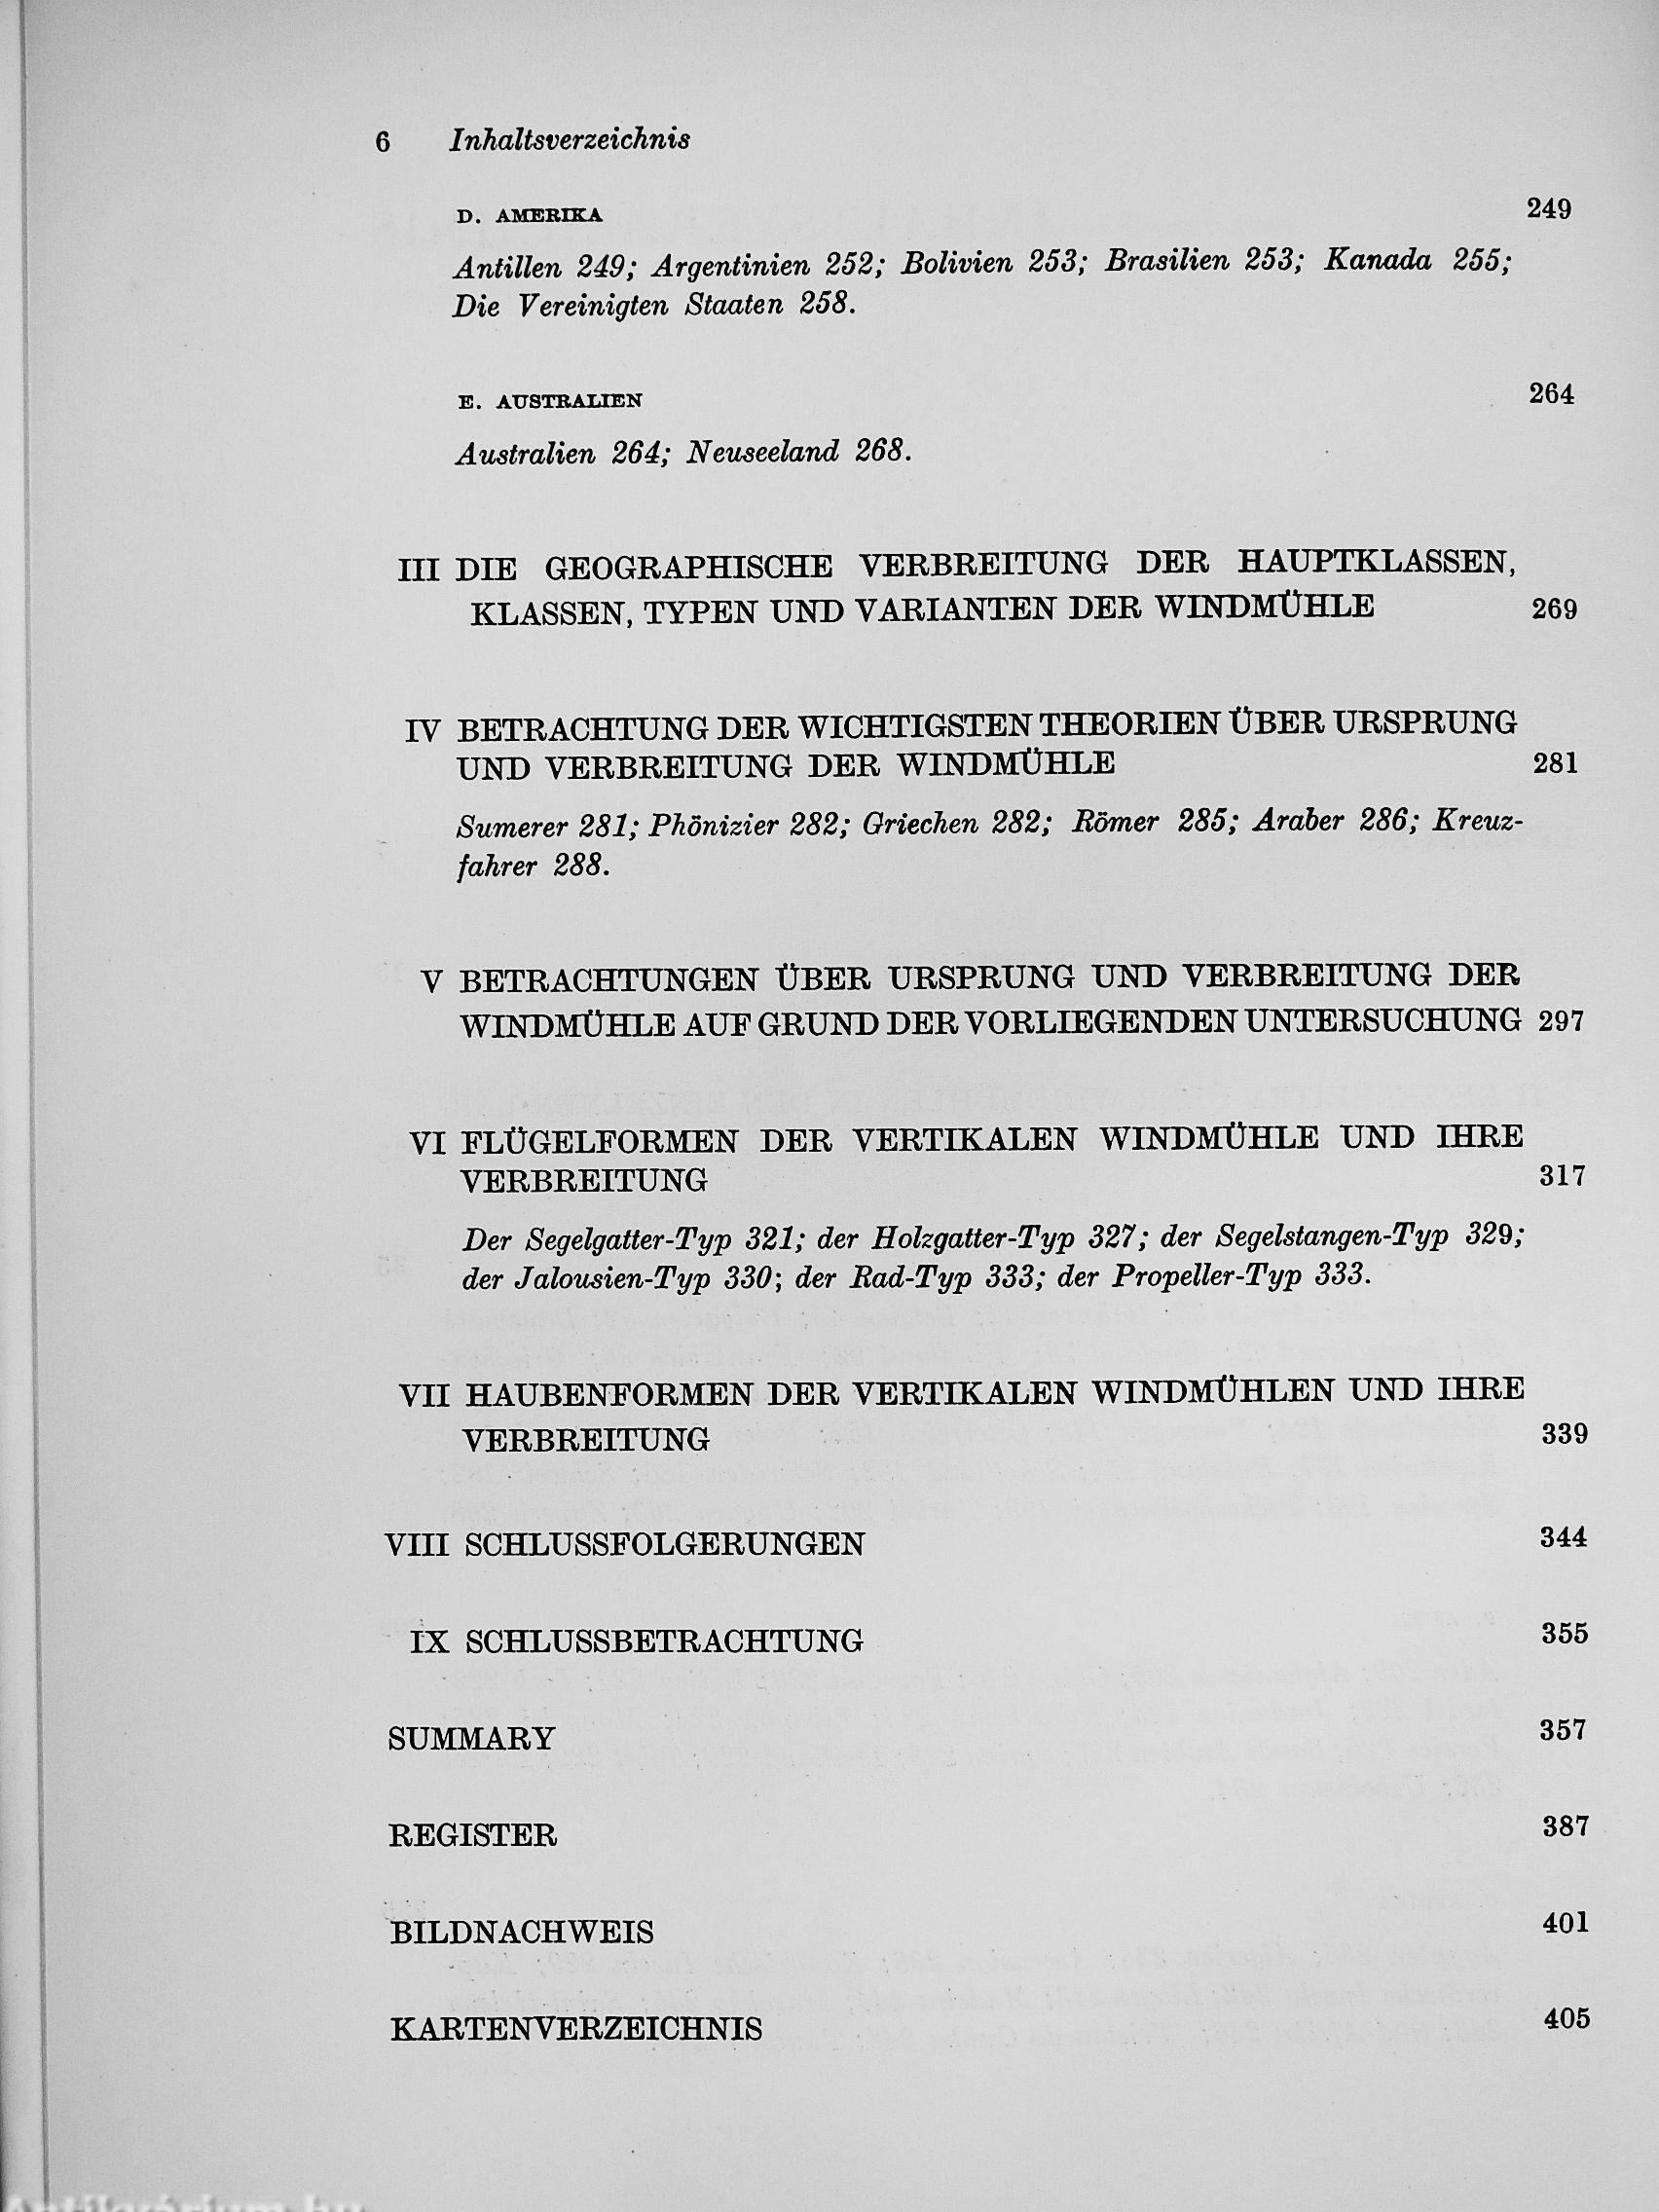 6 Inhaltsverzeichnis
D. AMERIKA 249
Antillen 249; Argentinien 252; Bolivien 253; Brasilien 253; Kanada 255;
Die Vereinigten Staaten 258.
E. AUSTRALIEN 264
Australien 264; Neuseeland 268.
III DIE GEOGRAPHISCHE VERBREITUNG DER HAUPTKLASSEN,
KLASSEN, TYPEN UND VARIANTEN DER WINDMÜHLE 269
IV BETRACHTUNG DER WICHTIGSTEN THEORIEN ÜBER URSPRUNG
UND VERBREITUNG DER WINDMÜHLE 281
Sumerer 281; Phönizier 282; Griechen 282; Römer 285; Araber 286; Kreuz-
fahrer 288.
V BETRACHTUNGEN ÜBER URSPRUNG UND VERBREITUNG DER
WINDMÜHLE AUF GRUND DER VORLIEGENDEN UNTERSUCHUNG 297
VI FLÜGELFORMEN DER VERTIKALEN WINDMÜHLE UND IHRE
VERBREITUNG 317
Der Segelgatter-Typ 321; der Holzgatter-Typ 327; der Segelstangen-Typ 329;
der Jalousien-Typ 330; der Rad-Typ 333; der Propeller-Typ 333.
VII HAUBENFORMEN DER VERTIKALEN WINDMÜHLEN UND IHRE
VERBREITUNG 339
VIII SCHLUSSFOLGERUNGEN 344
IX SCHLUSSBETRACHTUNG 355
SUMMARY 357
REGISTER 387
BILDNACHWEIS 401
KARTENVERZEICHNIS 405